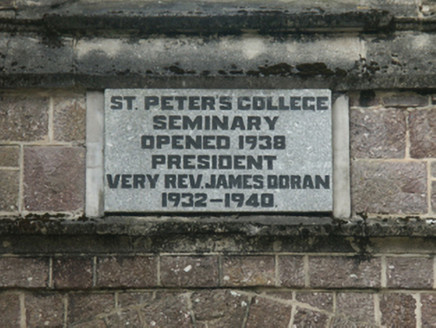 ST. PETER'S COLLEGE
SEMINARY
OPENED 1938
PRESIDENT
VERY REV. JAMES DORAN
1932-1940.